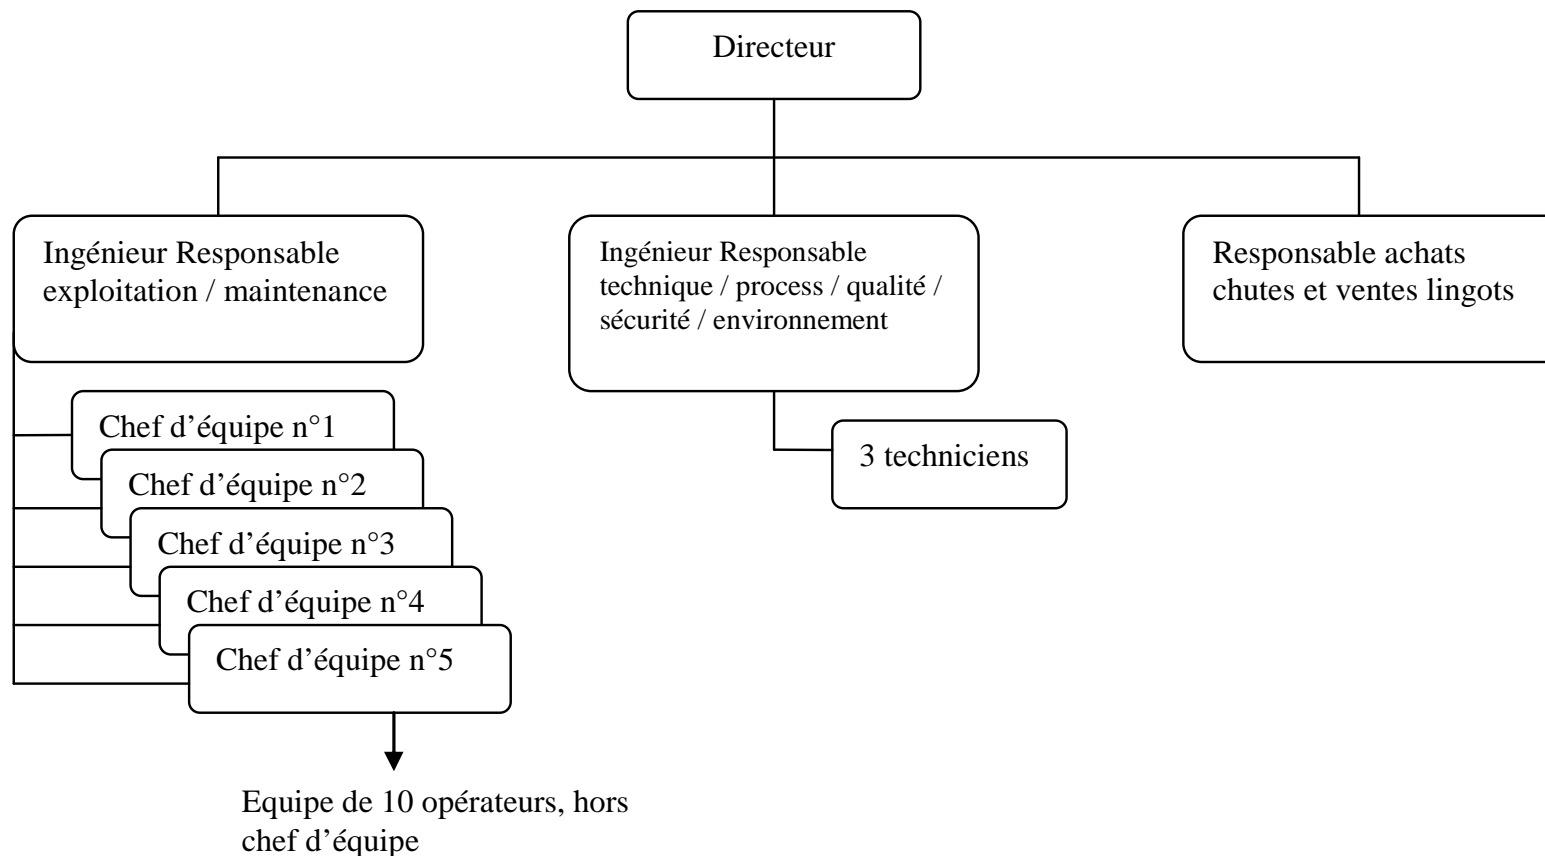 Directeur
Ingénieur Responsable
exploitation / maintenance
Ingénieur Responsable
technique / process / qualité /
sécurité / environnement
Responsable achats
chutes et ventes lingots
Chef d’équipe n°1
Chef d’équipe n°2
Chef d’équipe n°3
Chef d’équipe n°4
Chef d’équipe n°5
3 techniciens
Equipe de 10 opérateurs, hors
chef d’équipe